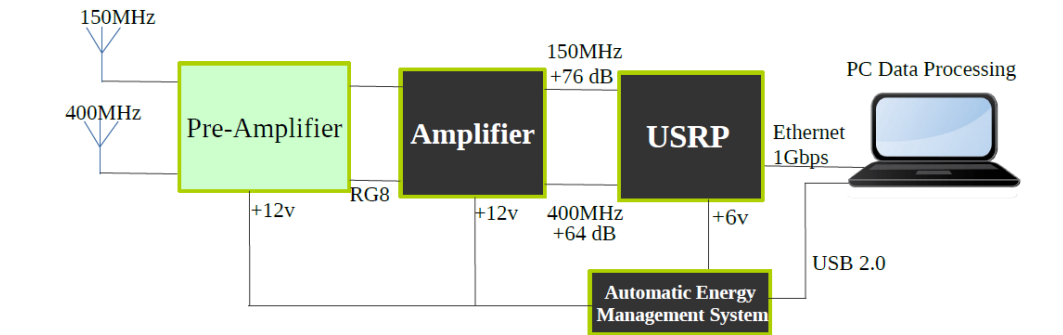 150MHz
400MHz
Pre-Amplifier
+12v
RG8
Amplifier
+12v
150MHz
+76 dB
400MHz
+64 dB
USRP
+6v
Ethernet
1Gbps
PC Data Processing
USB 2.0
Automatic Energy
Management System